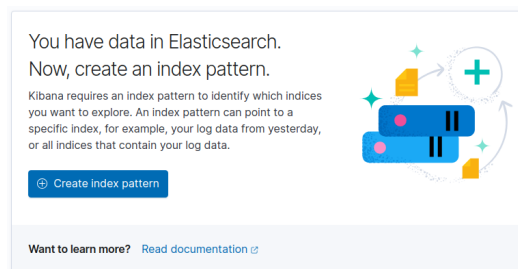 You have data in Elasticsearch.
Now, create an index pattern.
Kibana requires an index pattern to identify which indices
you want to explore. An index pattern can point to a
specific index, for example, your log data from yesterday,
or all indices that contain your log data.
Create index pattern
Want to learn more? Read documentation